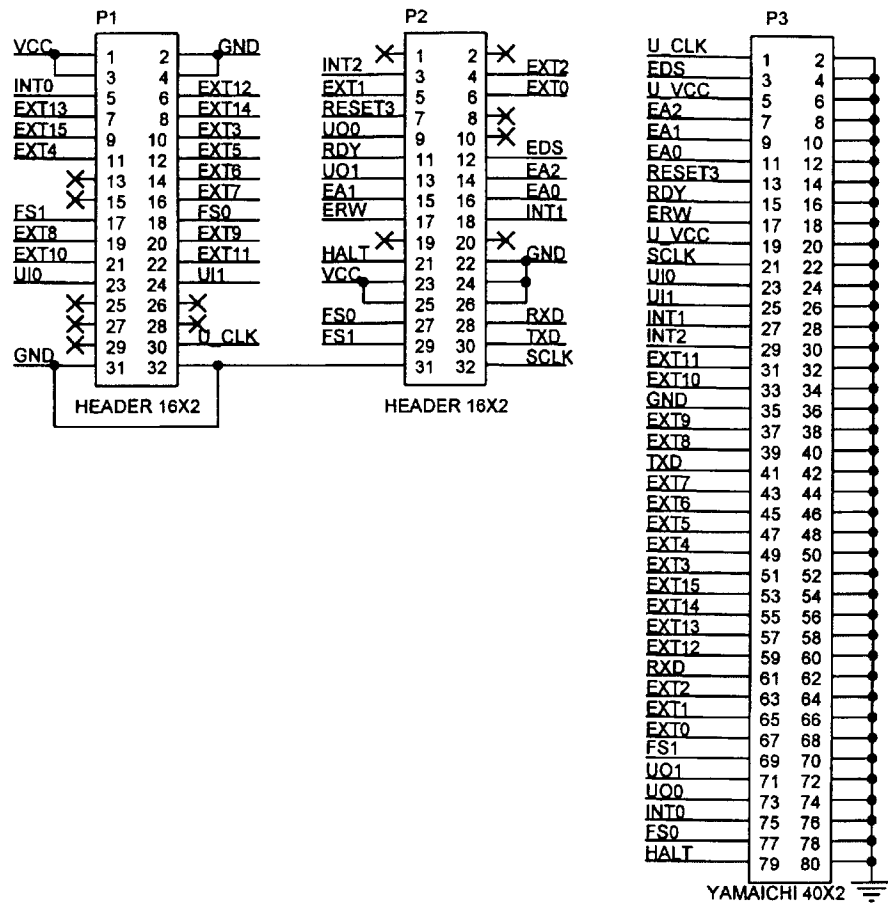 P1
VCC 1 2 GND
3 4
INT0 5 6 EXT12
EXT13 7 8 EXT14
EXT15 9 10 EXT3
EXT4 11 12 EXT5
13 14 EXT6
15 16 EXT7
FS1 17 18 FS0
EXT8 19 20 EXT9
EXT10 21 22 EXT11
UI0 23 24 UI1
25 26
27 28
29 30 U_CLK
GND 31 32
HEADER 16X2
P2
1 2
INT2 3 4 EXT2
EXT1 5 6 EXT0
RESET3 7 8
UO0 9 10
RDY 11 12 EDS
UO1 13 14 EA2
EA1 15 16 EA0
ERW 17 18 INT1
19 20
HALT 21 22 GND
VCC 23 24
25 26
FS0 27 28 RXD
FS1 29 30 TXD
31 32 SCLK
HEADER 16X2
P3
U_CLK 1 2
EDS 3 4
U_VCC 5 6
EA2 7 8
EA1 9 10
EA0 11 12
RESET3 13 14
RDY 15 16
ERW 17 18
U_VCC 19 20
SCLK 21 22
UI0 23 24
UI1 25 26
INT1 27 28
INT2 29 30
EXT11 31 32
EXT10 33 34
GND 35 36
EXT9 37 38
EXT8 39 40
TXD 41 42
EXT7 43 44
EXT6 45 46
EXT5 47 48
EXT4 49 50
EXT3 51 52
EXT15 53 54
EXT14 55 56
EXT13 57 58
EXT12 59 60
RXD 61 62
EXT2 63 64
EXT1 65 66
EXT0 67 68
FS1 69 70
UO1 71 72
UO0 73 74
INT0 75 76
FS0 77 78
HALT 79 80
YAMAICHI 40X2